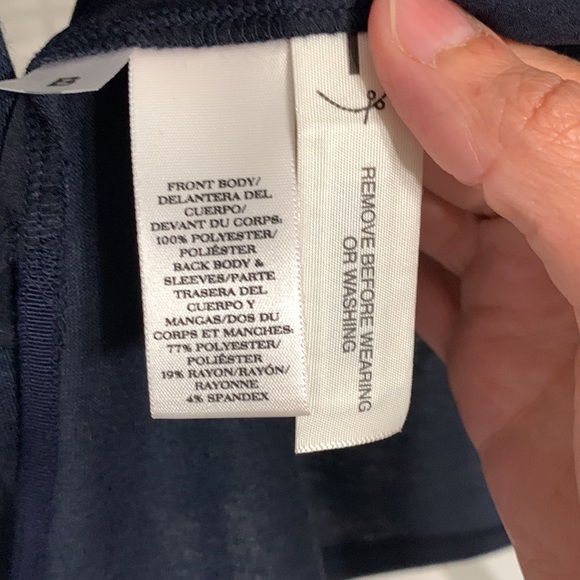 FRONT BODY/
DELANTERA DEL
CUERPO/
DEVANT DU CORPS:
100% POLYESTER/
POLIÉSTER
BACK BODY &
SLEEVES/PARTE
TRASERA DEL
CUERPO Y
MANGAS/DOS DU
CORPS ET MANCHES:
77% POLYESTER/
POLIÉSTER
19% RAYON/RAYÓN/
RAYONNE
4% SPANDEX
REMOVE BEFORE WEARING
OR WASHING